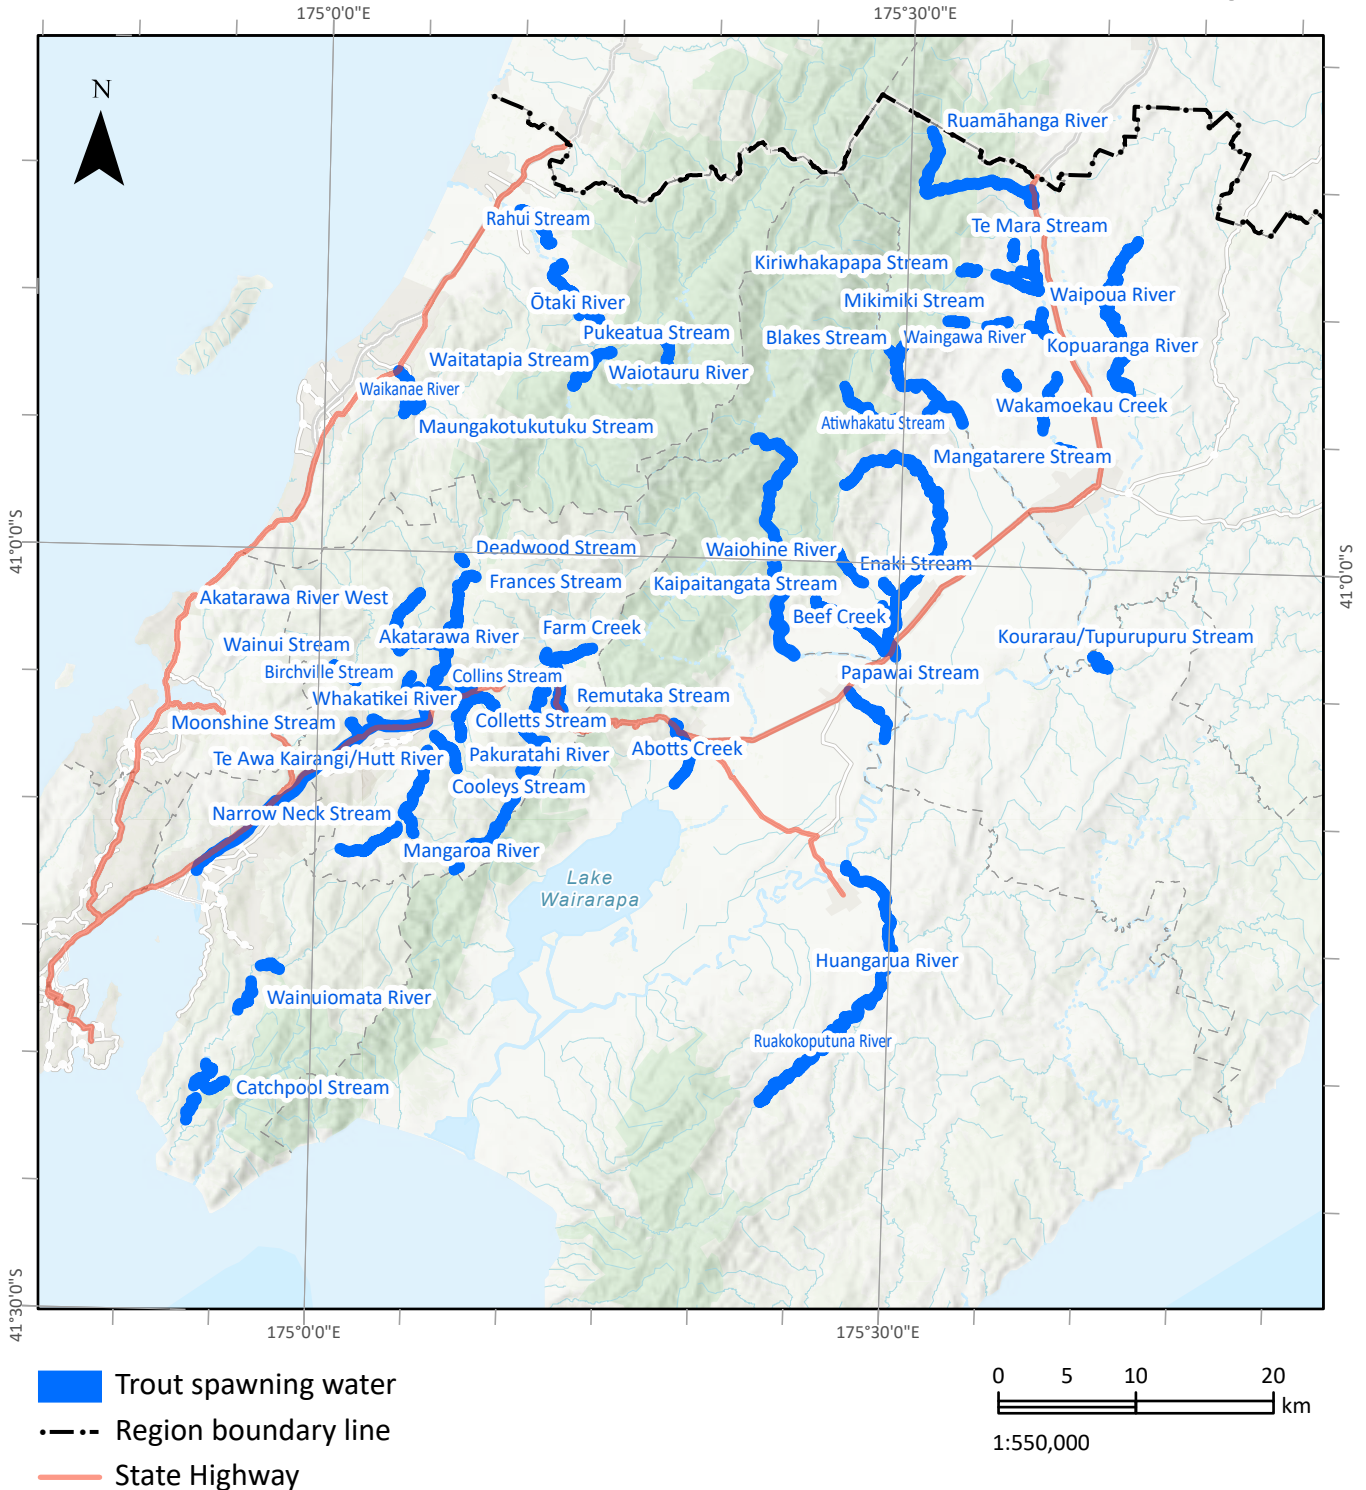 175°0'0"E
175°30'0"E
N
Ruamāhanga River
Rahui Stream
Te Mara Stream
Kiriwhakapapa Stream
Ōtaki River
Mikimiki Stream
Waipoua River
Pukeatua Stream
Blakes Stream
Waingawa River
Kopuaranga River
Waitatapia Stream
Waiotauru River
Waikanae River
Wakamoekau Creek
Maungakotukutuku Stream
Atiwhakatu Stream
Mangatarere Stream
41°0'0"S
Deadwood Stream
Waiohine River
Enaki Stream
41°0'0"S
Frances Stream
Kaipaitangata Stream
Akatarawa River West
Beef Creek
Farm Creek
Akatarawa River
Kourarau/Tupurupuru Stream
Wainui Stream
Birchville Stream
Collins Stream
Papawai Stream
Whakatikei River
Remutaka Stream
Moonshine Stream
Colletts Stream
Abotts Creek
Te Awa Kairangi/Hutt River
Pakuratahi River
Cooleys Stream
Narrow Neck Stream
Mangaroa River
Lake
Wairarapa
Huangarua River
Wainuiomata River
Ruakokoputuna River
Catchpool Stream
41°30'0"S
175°0'0"E
175°30'0"E
Trout spawning water
Region boundary line
State Highway
0 5 10 20
km
1:550,000